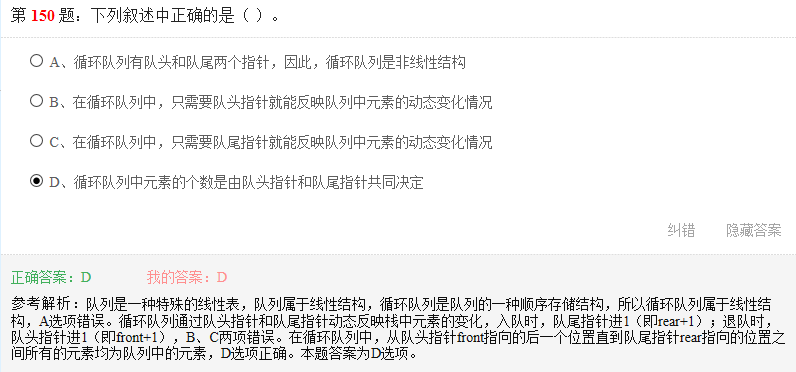 第 150 题：下列叙述中正确的是（ ）。
A、循环队列有队头和队尾两个指针，因此，循环队列是非线性结构
B、在循环队列中，只需要队头指针就能反映队列中元素的动态变化情况
C、在循环队列中，只需要队尾指针就能反映队列中元素的动态变化情况
D、循环队列中元素的个数是由队头指针和队尾指针共同决定
纠错 隐藏答案
正确答案：D 我的答案：D
参考解析：队列是一种特殊的线性表，队列属于线性结构，循环队列是队列的一种顺序存储结构，所以循环队列属于线性结
构，A选项错误。循环队列通过队头指针和队尾指针动态反映栈中元素的变化，入队时，队尾指针进1（即rear+1）；退队时，
队头指针进1（即front+1），B、C两项错误。在循环队列中，从队头指针front指向的后一个位置直到队尾指针rear指向的位置之
间所有的元素均为队列中的元素，D选项正确。本题答案为D选项。